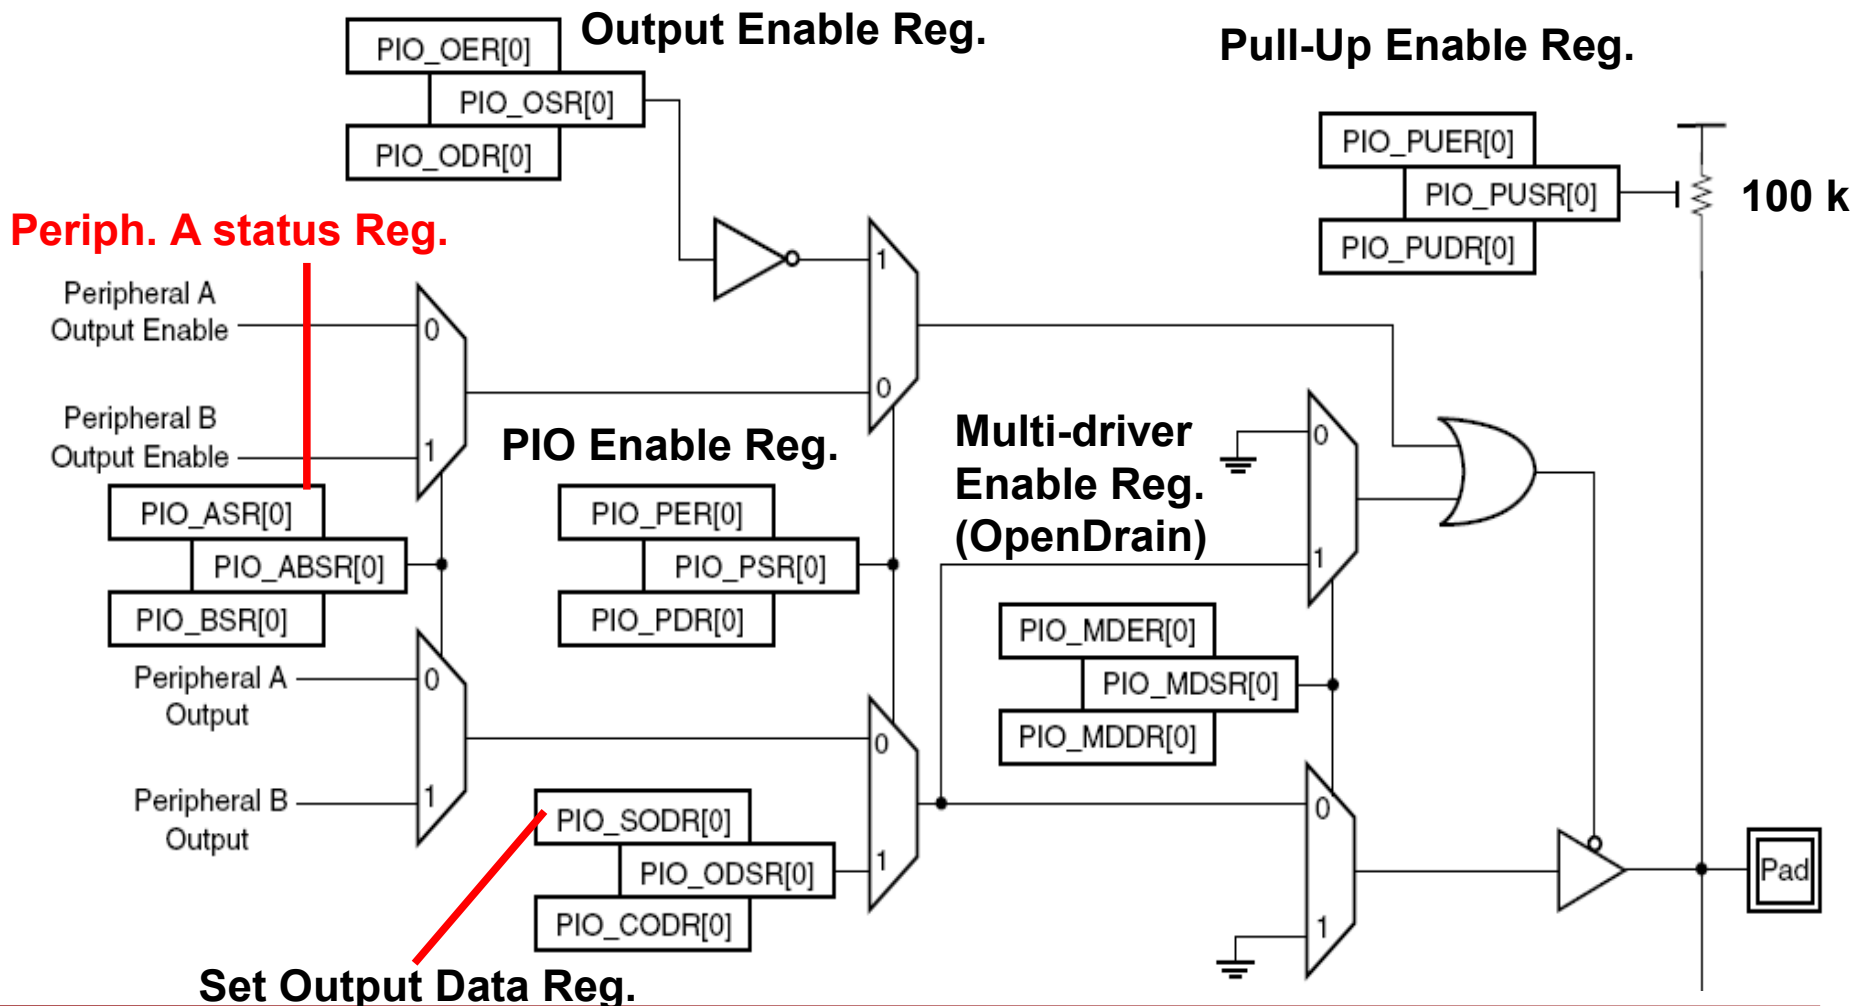 Output Enable Reg.
Pull-Up Enable Reg.
PIO_OER[0]
PIO_OSR[0]
PIO_ODR[0]
PIO_PUER[0]
PIO_PUSR[0]
PIO_PUDR[0]
100 k
Periph. A status Reg.
Peripheral A
Output Enable
Peripheral B
Output Enable
0
1
1
0
PIO Enable Reg.
Multi-driver
Enable Reg.
(OpenDrain)
0
1
PIO_ASR[0]
PIO_ABSR[0]
PIO_BSR[0]
PIO_PER[0]
PIO_PSR[0]
PIO_PDR[0]
PIO_MDER[0]
PIO_MDSR[0]
PIO_MDDR[0]
Peripheral A
Output
Peripheral B
Output
0
1
0
1
PIO_SODR[0]
PIO_ODSR[0]
PIO_CODR[0]
0
1
Pad
Set Output Data Reg.